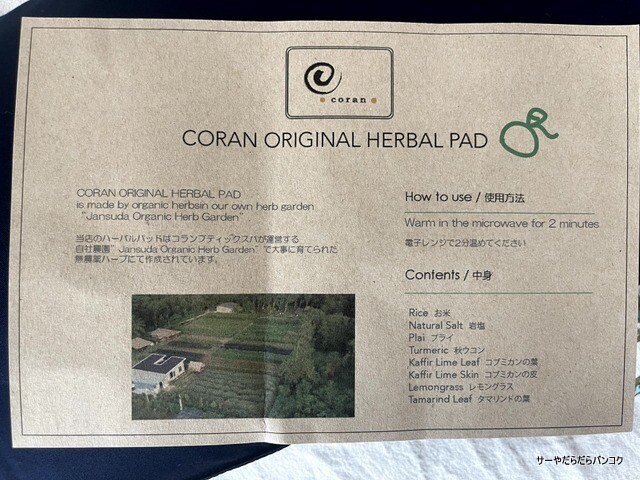 coran
CORAN ORIGINAL HERBAL PAD
CORAN ORIGINAL HERBAL PAD
is made by organic herbsin our own herb garden
"Jansuda Organic Herb Garden"
当店のハーバルパッドはコランブティックスパが運営する
自社農園"Jansuda Organic Herb Garden"で大事に育てられた
無農薬ハーブにて作成されています。
How to use / 使用方法
Warm in the microwave for 2 minutes
電子レンジで2分温めてください
Contents / 中身
Rice お米
Natural Salt 岩塩
Plai プライ
Turmeric 秋ウコン
Kaffir Lime Leaf コブミカンの葉
Kaffir Lime Skin コブミカンの皮
Lemongrass レモングラス
Tamarind Leaf タマリンドの葉
サーやだらだらバンコク